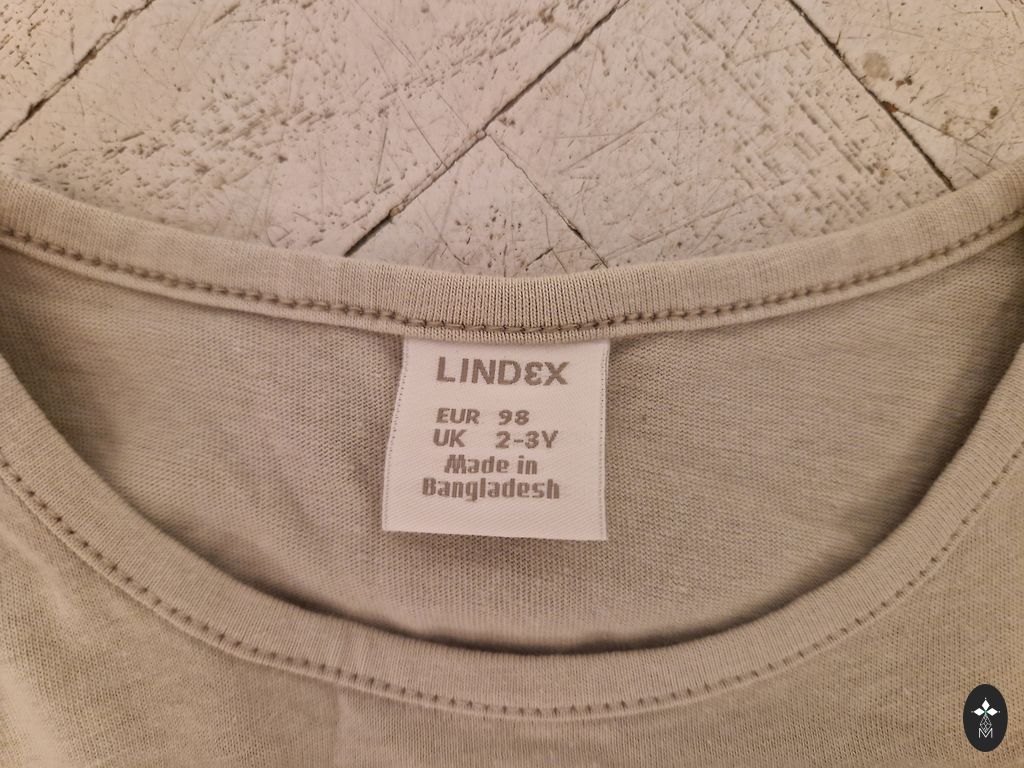 LINDEX
EUR 98
UK 2-3Y
Made in
Bangladesh
M